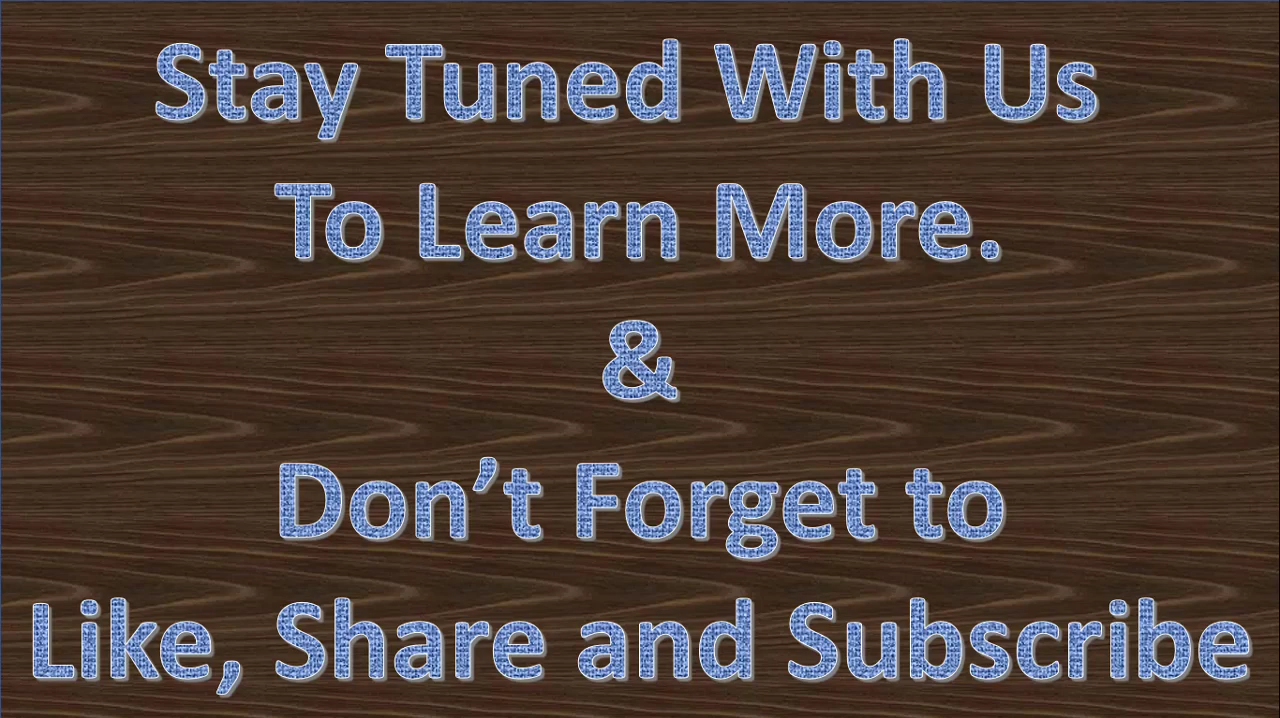 Stay Tuned With Us
To Learn More.
&
Don’t Forget to
Like, Share and Subscribe